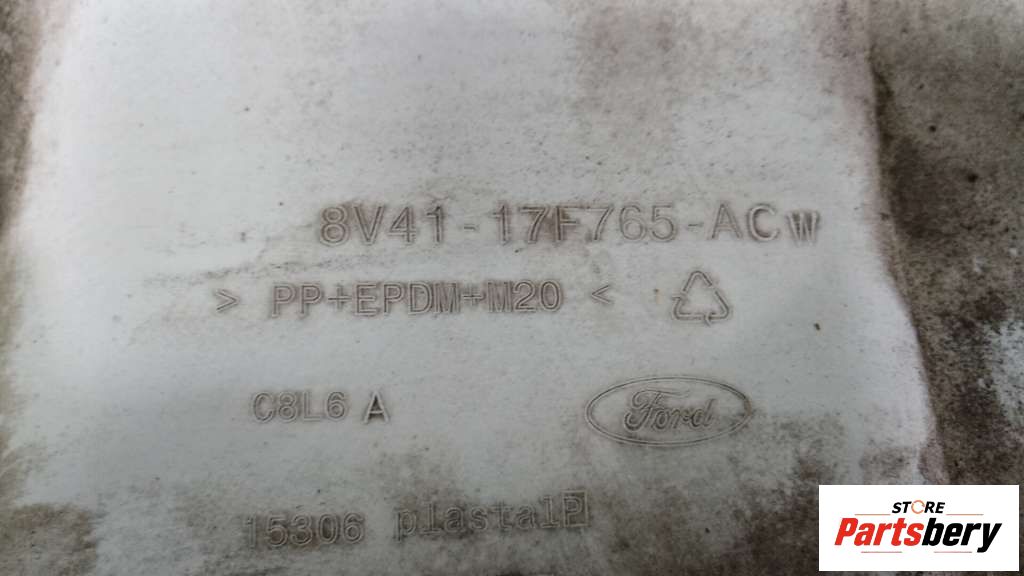 8V41-17F765-ACW
> PP+EPDM+M20 <
C8L6 A
Ford
15306 plastal
STORE
Partsbery